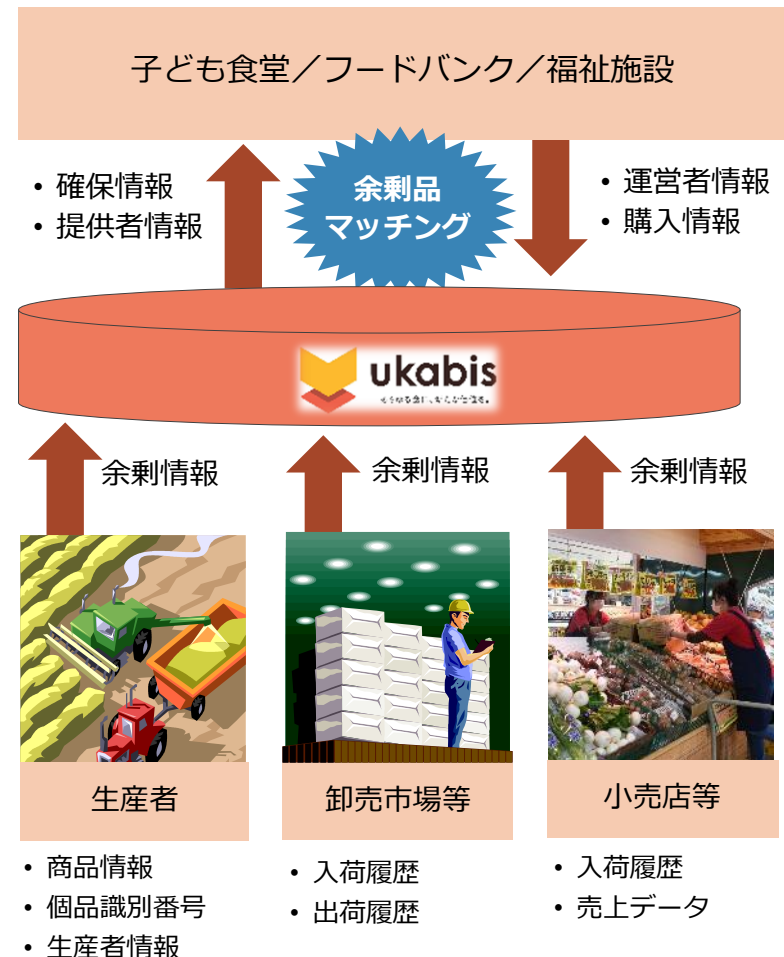 子ども食堂／フードバンク／福祉施設
• 確保情報
• 提供者情報
余剰品
マッチング
• 運営者情報
• 購入情報
ukabis
余剰情報
余剰情報
余剰情報
生産者
卸売市場等
小売店等
• 商品情報
• 個品識別番号
• 生産者情報
• 入荷履歴
• 出荷履歴
• 入荷履歴
• 売上データ